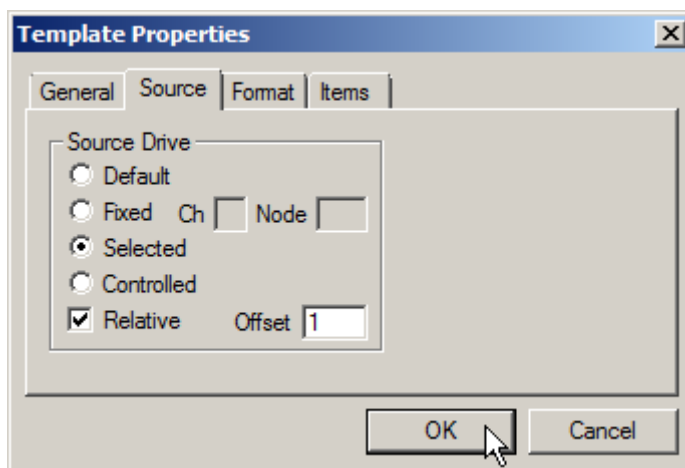 Template Properties
General Source Format Items
Source Drive
Default
Fixed Ch Node
Selected
Controlled
Relative Offset 1
OK Cancel